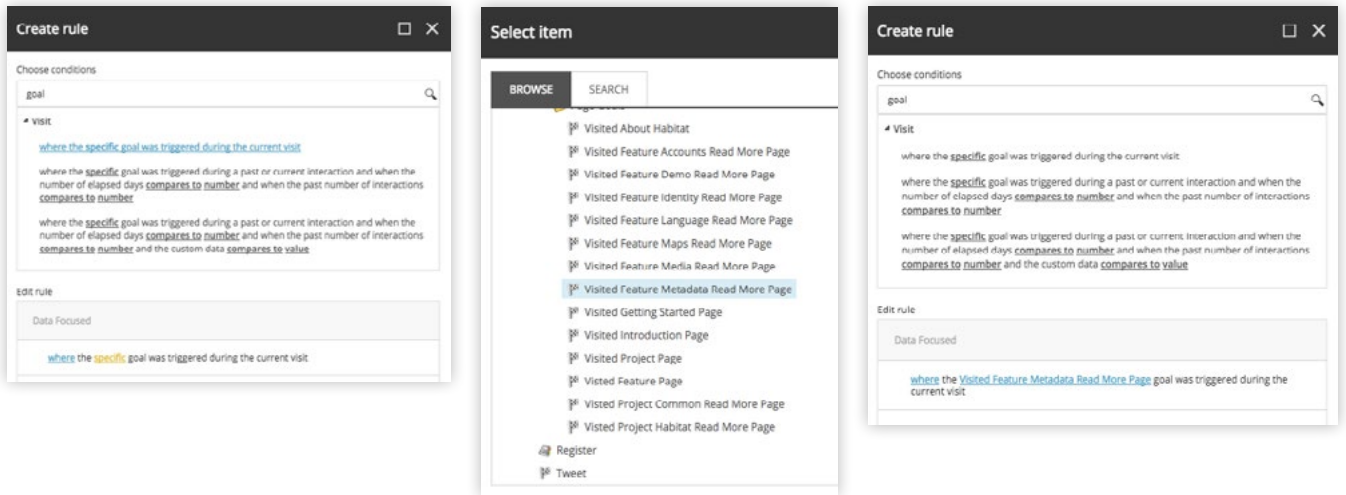 Create rule
Choose conditions
goal
Visit
where the specific goal was triggered during the current visit
where the specific goal was triggered during a past or current interaction and when the
number of elapsed days compares to number and when the past number of interactions
compares to number
where the specific goal was triggered during a past or current interaction and when the
number of elapsed days compares to number and when the past number of interactions
compares to number and the custom data compares to value
Edit rule
Data Focused
where the specific goal was triggered during the current visit
Select item
BROWSE
SEARCH
Visited About Habitat
Visited Feature Accounts Read More Page
Visited Feature Demo Read More Page
Visited Feature Identity Read More Page
Visited Feature Language Read More Page
Visited Feature Maps Read More Page
Visited Feature Media Read More Page
Visited Feature Metadata Read More Page
Visited Getting Started Page
Visited Introduction Page
Visited Project Page
Visted Feature Page
Visted Project Common Read More Page
Visted Project Habitat Read More Page
Register
Tweet
Create rule
Choose conditions
goal
Visit
where the specific goal was triggered during the current visit
where the specific goal was triggered during a past or current interaction and when the
number of elapsed days compares to number and when the past number of interactions
compares to number
where the specific goal was triggered during a past or current interaction and when the
number of elapsed days compares to number and when the past number of interactions
compares to number and the custom data compares to value
Edit rule
Data Focused
where the Visited Feature Metadata Read More Page goal was triggered during the
current visit